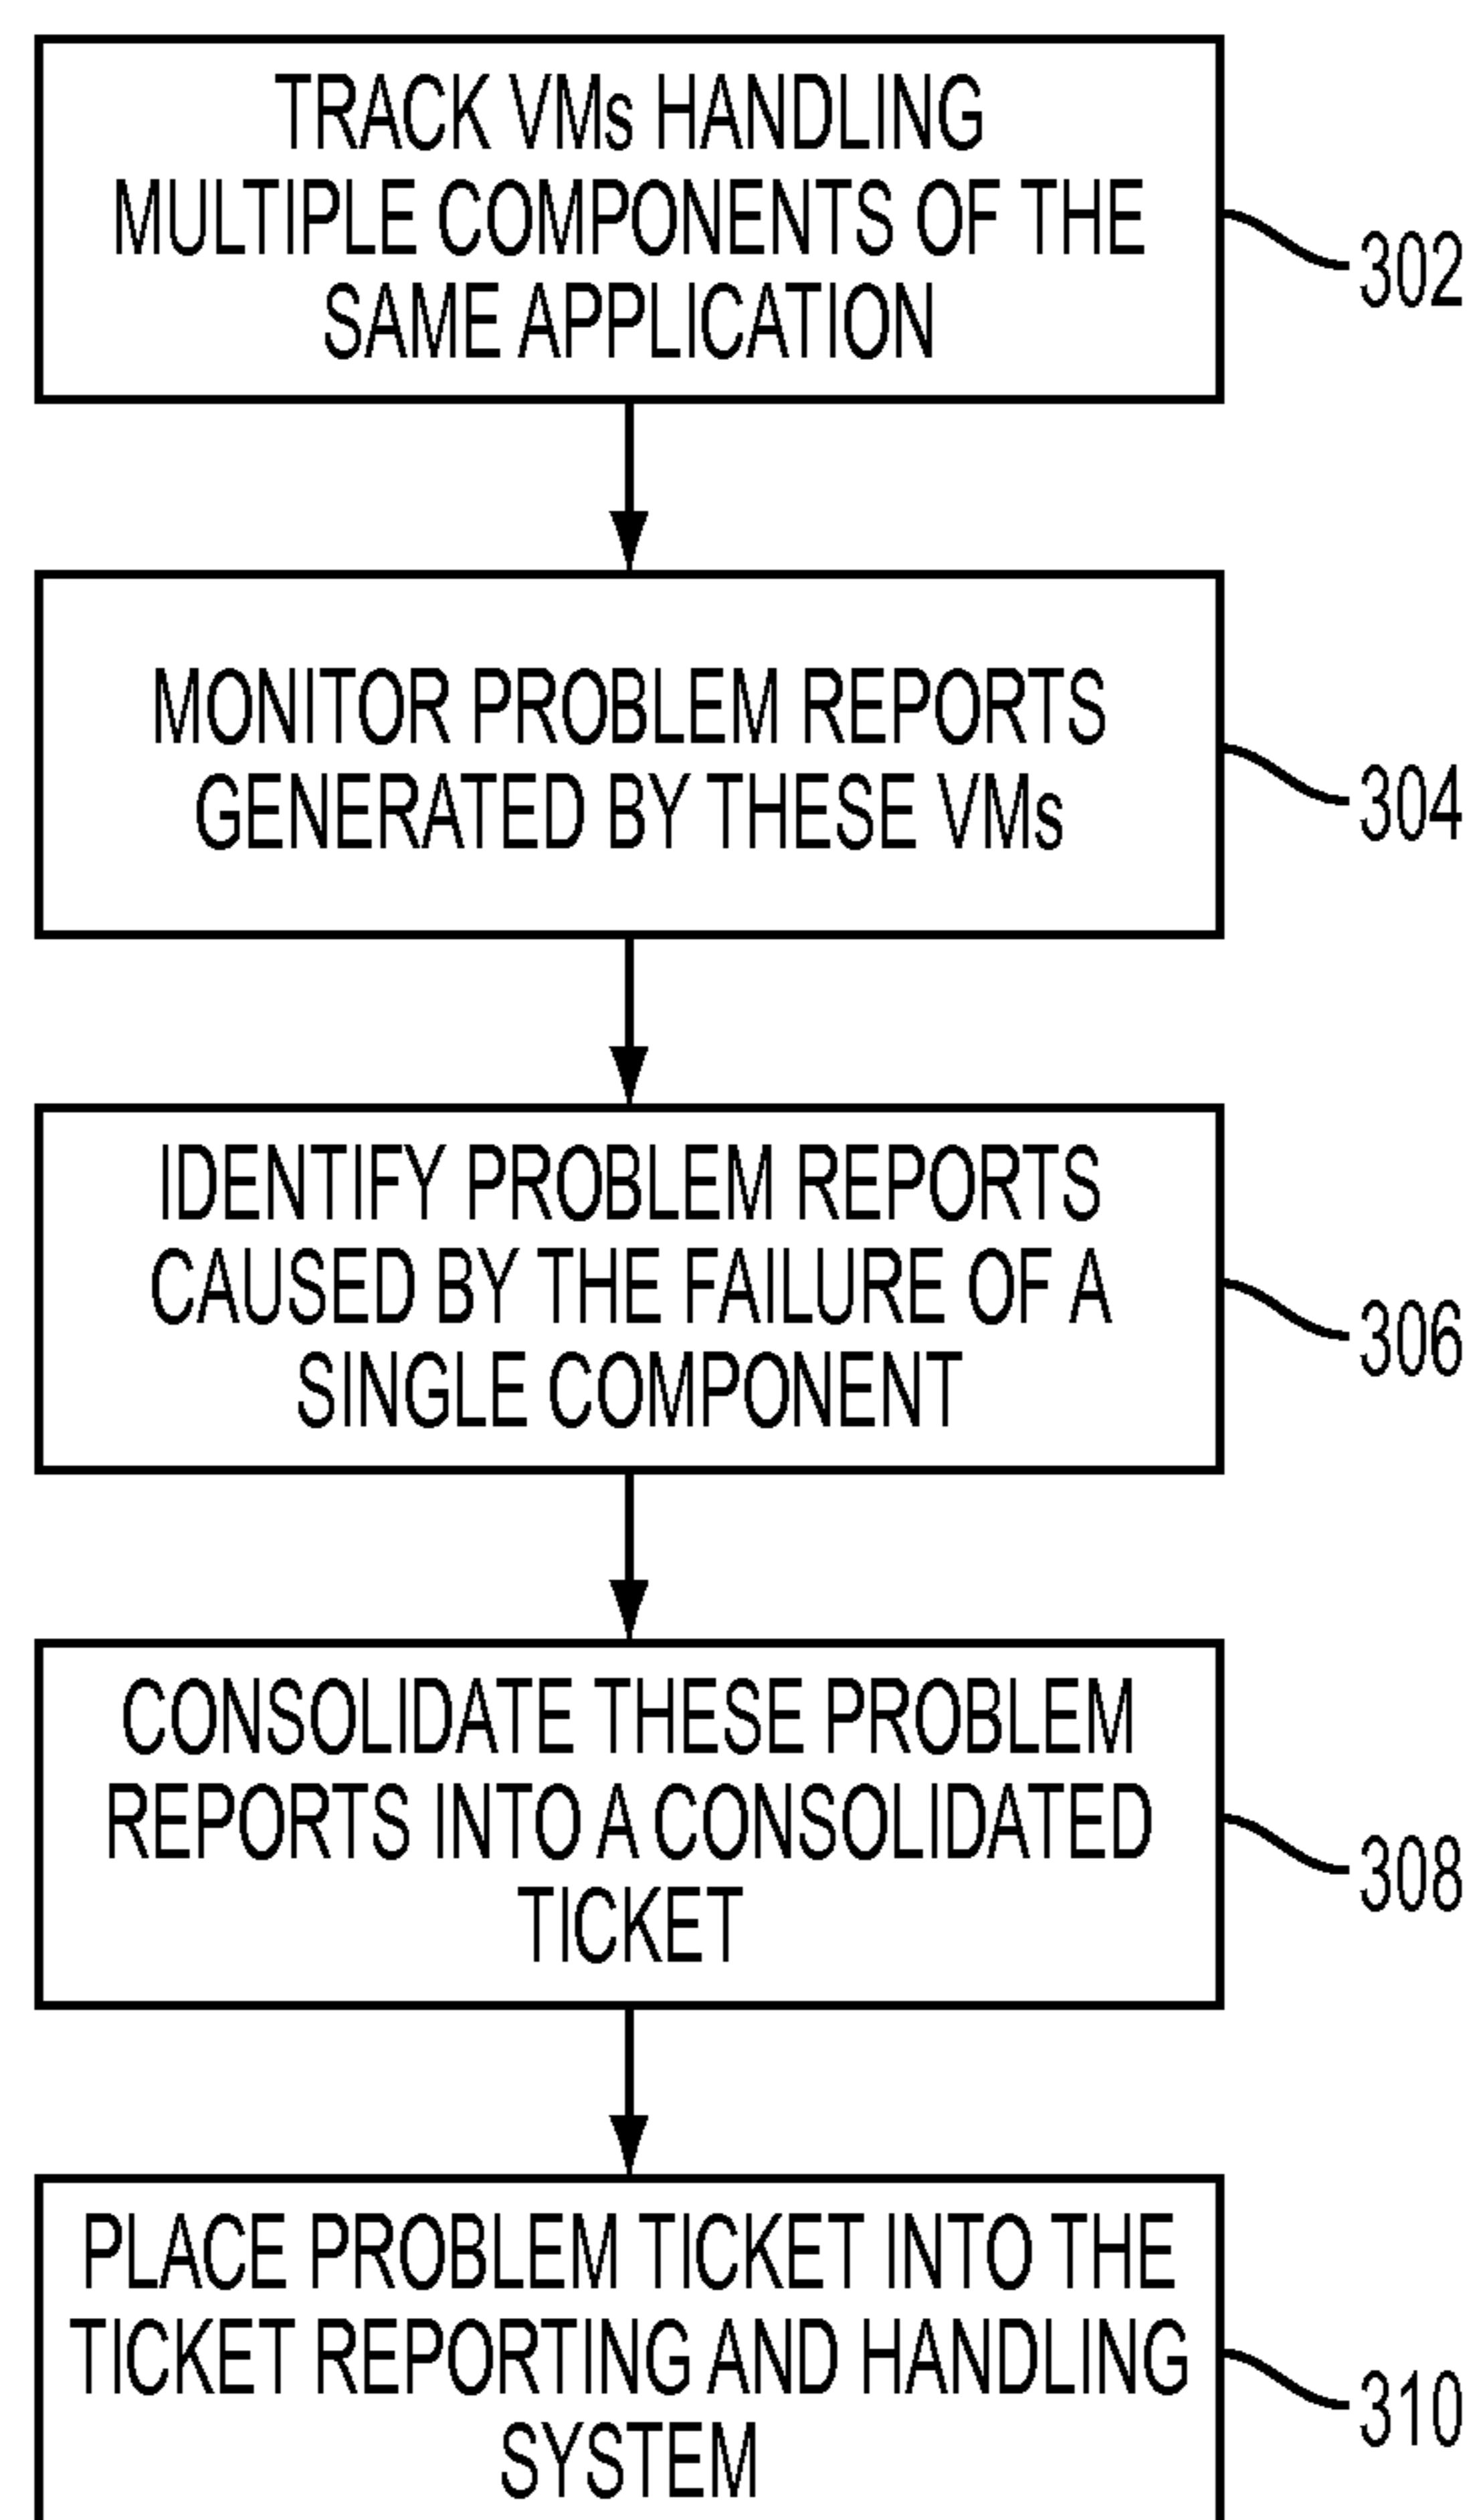 TRACK VMs HANDLING
MULTIPLE COMPONENTS OF THE
SAME APPLICATION
302
MONITOR PROBLEM REPORTS
GENERATED BY THESE VMs
304
IDENTIFY PROBLEM REPORTS
CAUSED BY THE FAILURE OF A
SINGLE COMPONENT
306
CONSOLIDATE THESE PROBLEM
REPORTS INTO A CONSOLIDATED
TICKET
308
PLACE PROBLEM TICKET INTO THE
TICKET REPORTING AND HANDLING
SYSTEM
310